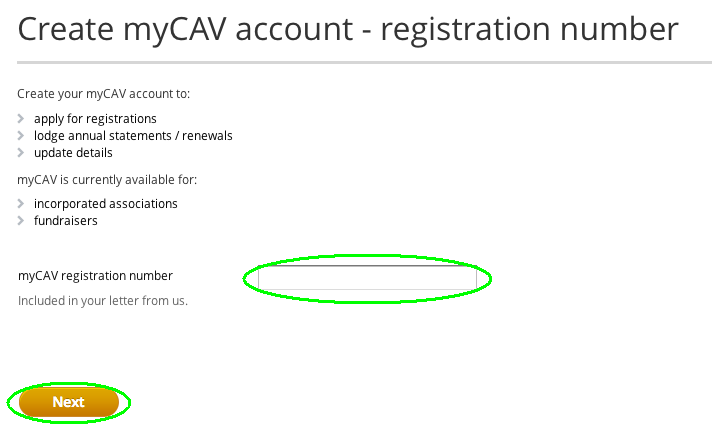 Create myCAV account - registration number
Create your myCAV account to:
apply for registrations
lodge annual statements / renewals
update details
myCAV is currently available for:
incorporated associations
fundraisers
myCAV registration number
Included in your letter from us.
Next